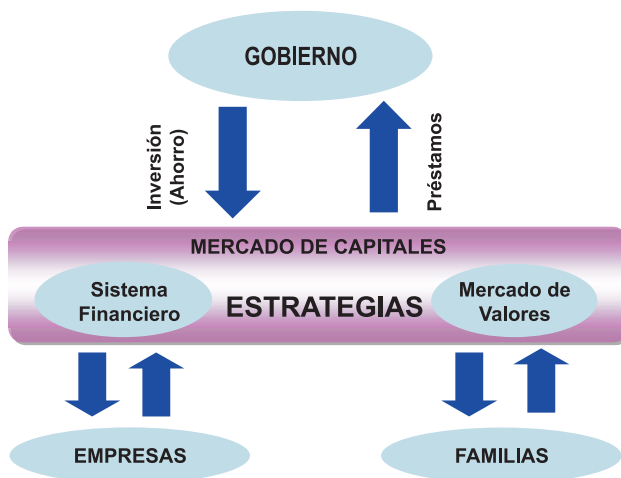 GOBIERNO
Inversión
(Ahorro)
Préstamos
MERCADO DE CAPITALES
Sistema
Financiero
ESTRATEGIAS
Mercado de
Valores
EMPRESAS
FAMILIAS